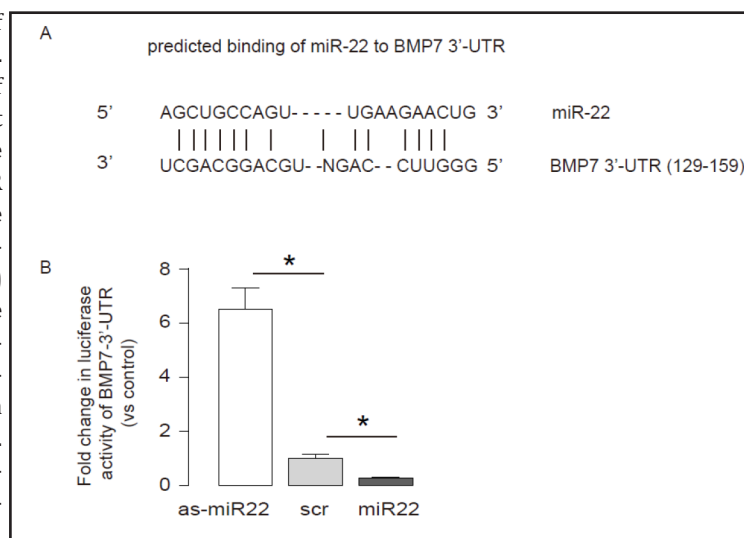 A
predicted binding of miR-22 to BMP7 3'-UTR
5' AGCUGCCAGU-----UGAAGAACUG 3' miR-22
3' UCGACGGACGU--NGAC--CUUGGG 5' BMP7 3'-UTR (129-159)
B
Fold change in luciferase
activity of BMP7-3'-UTR
(vs control)
8
*
6
4
2
*
0
as-miR22 scr miR22